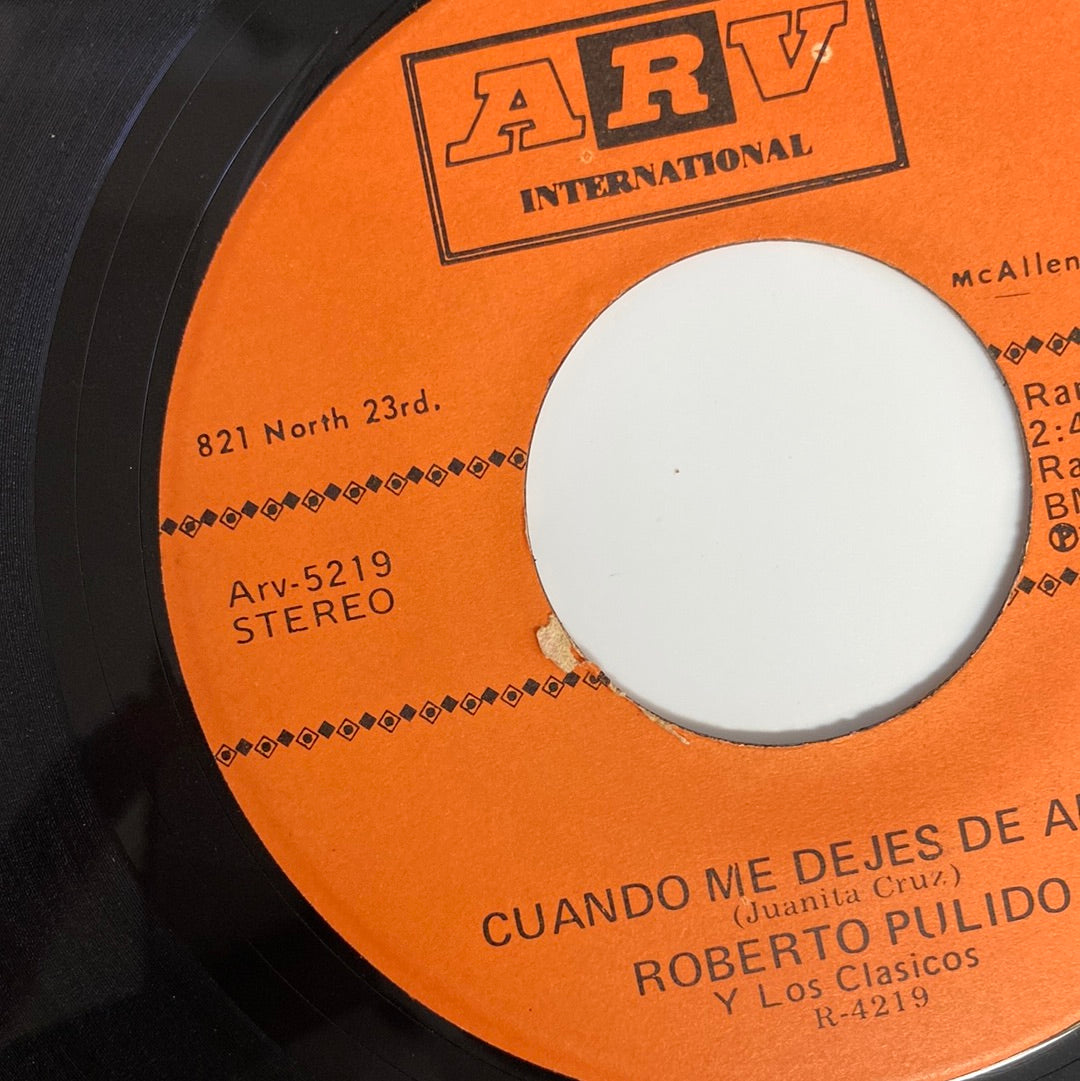 ARV
INTERNATIONAL
McAllen
821 North 23rd.
Arv-5219
STEREO
2:4
℗
CUANDO ME DEJES DE
(Juanita Cruz)
ROBERTO PULIDO
Y Los Clasicos
R-4219